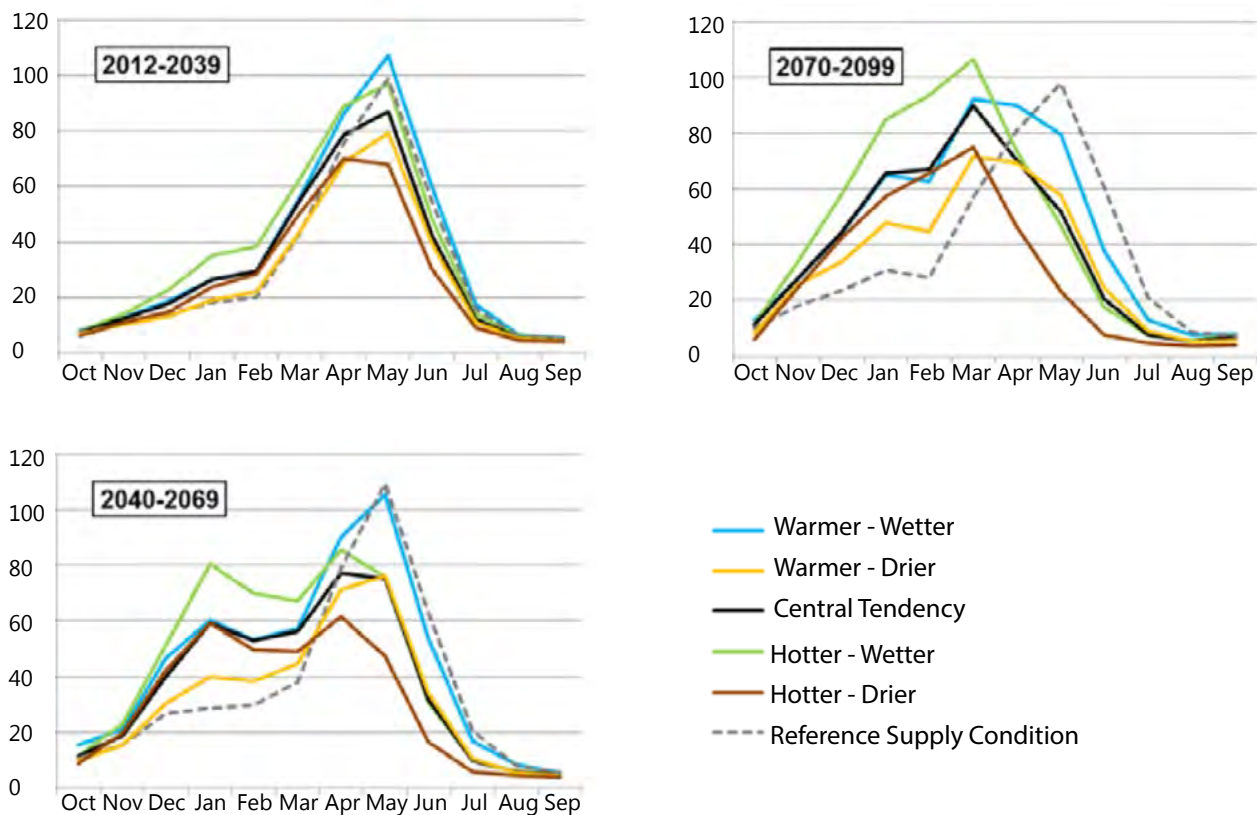 120
100
80
60
40
20
0
2012-2039
Oct Nov Dec Jan Feb Mar Apr May Jun Jul Aug Sep
120
100
80
60
40
20
0
2070-2099
Oct Nov Dec Jan Feb Mar Apr May Jun Jul Aug Sep
120
100
80
60
40
20
0
2040-2069
Oct Nov Dec Jan Feb Mar Apr May Jun Jul Aug Sep
Warmer - Wetter
Warmer - Drier
Central Tendency
Hotter - Wetter
Hotter - Drier
Reference Supply Condition